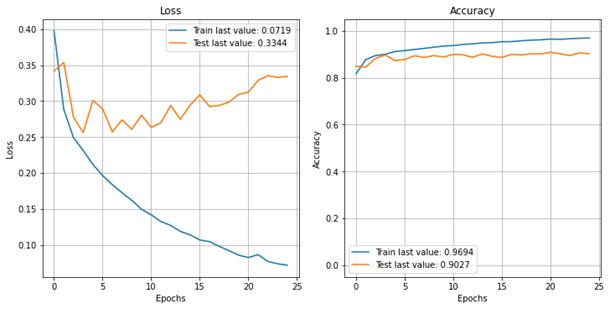 Loss
Train last value: 0.0719
Test last value: 0.3344
0.40
0.35
0.30
0.25
0.20
0.15
0.10
Loss
0 5 10 15 20 25
Epochs
Accuracy
1.0
0.8
0.6
0.4
0.2
0.0
Accuracy
Train last value: 0.9694
Test last value: 0.9027
0 5 10 15 20 25
Epochs